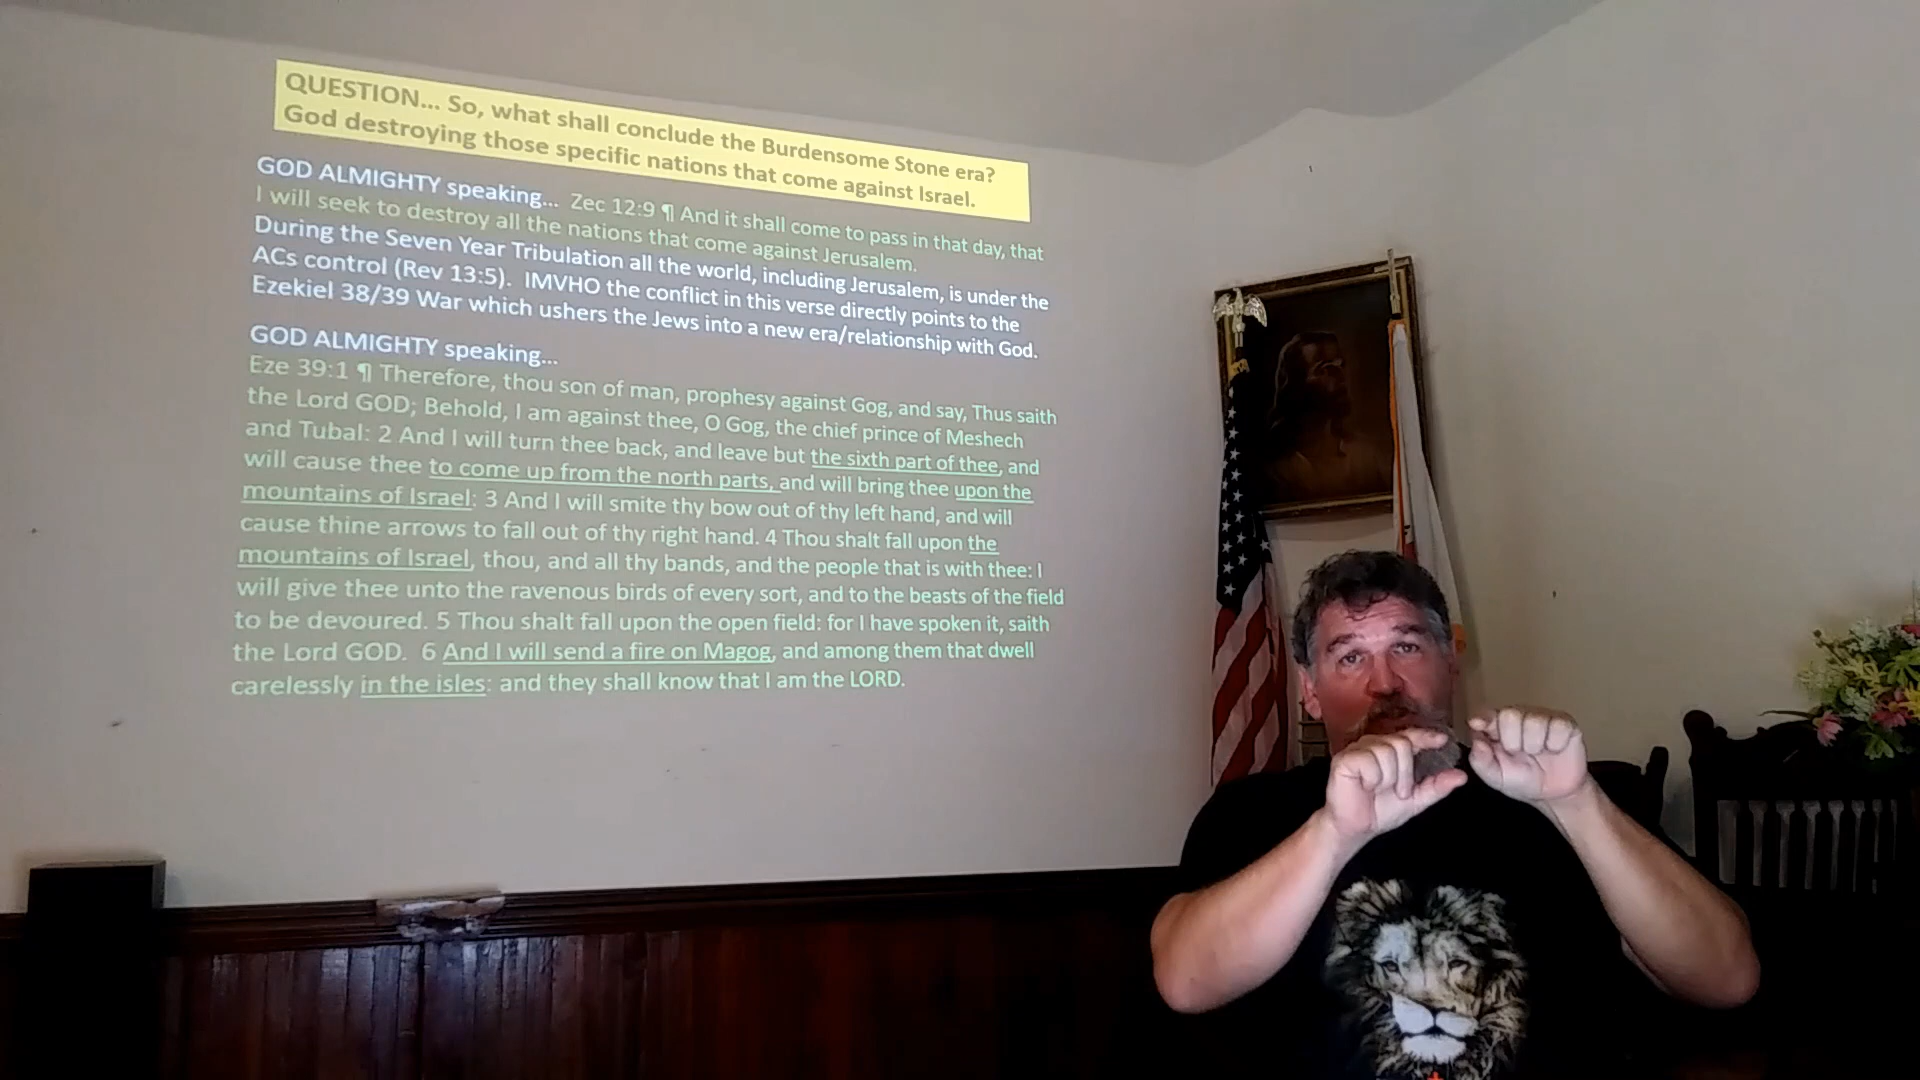 QUESTION... So, what shall conclude the Burdensome Stone era?
God destroying those specific nations that come against Israel.
GOD ALMIGHTY speaking... Zec 12:9 ¶ And it shall come to pass in that day, that
I will seek to destroy all the nations that come against Jerusalem.
During the Seven Year Tribulation all the world, including Jerusalem, is under the
ACs control (Rev 13:5). IMVHO the conflict in this verse directly points to the
Ezekiel 38/39 War which ushers the Jews into a new era/relationship with God.
GOD ALMIGHTY speaking...
Eze 39:1 ¶ Therefore, thou son of man, prophesy against Gog, and say, Thus saith
the Lord GOD; Behold, I am against thee, O Gog, the chief prince of Meshech
and Tubal: 2 And I will turn thee back, and leave but the sixth part of thee, and
will cause thee to come up from the north parts, and will bring thee upon the
mountains of Israel: 3 And I will smite thy bow out of thy left hand, and will
cause thine arrows to fall out of thy right hand. 4 Thou shalt fall upon the
mountains of Israel, thou, and all thy bands, and the people that is with thee: I
will give thee unto the ravenous birds of every sort, and to the beasts of the field
to be devoured. 5 Thou shalt fall upon the open field: for I have spoken it, saith
the Lord GOD. 6 And I will send a fire on Magog, and among them that dwell
carelessly in the isles: and they shall know that I am the LORD.